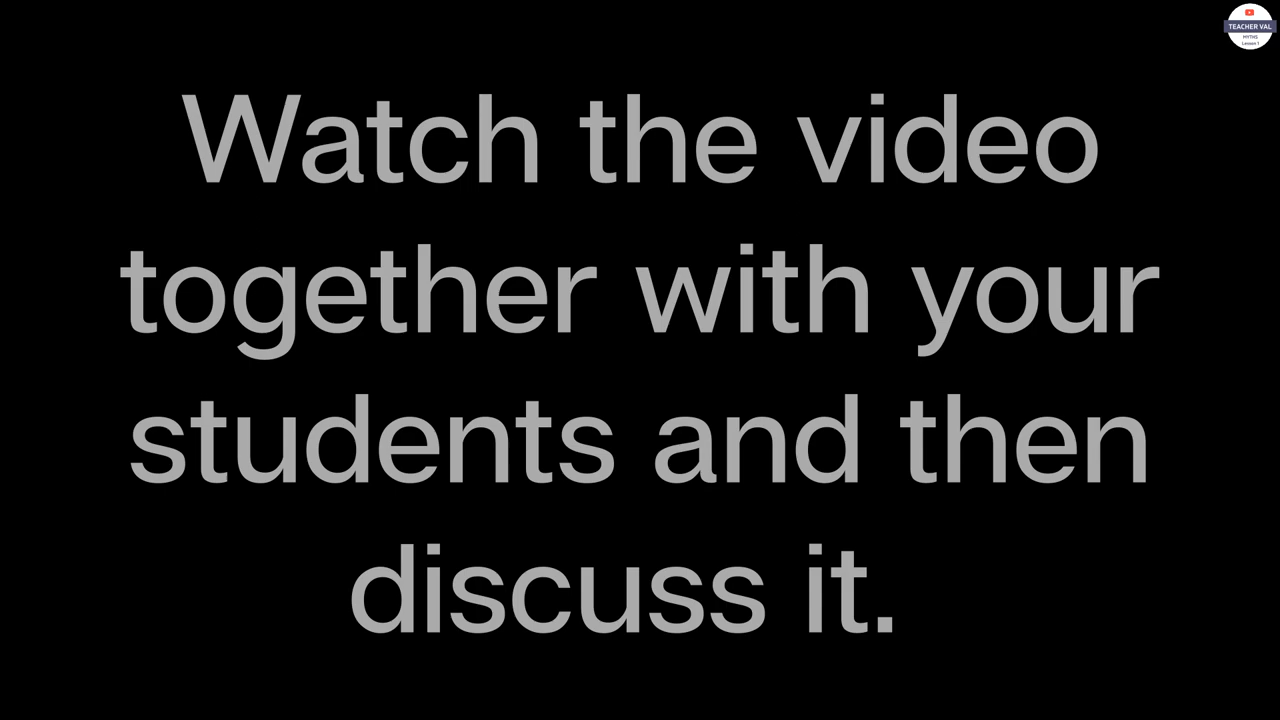 TEACHER VAL
MYTHS
Lesson 1
Watch the video
together with your
students and then
discuss it.